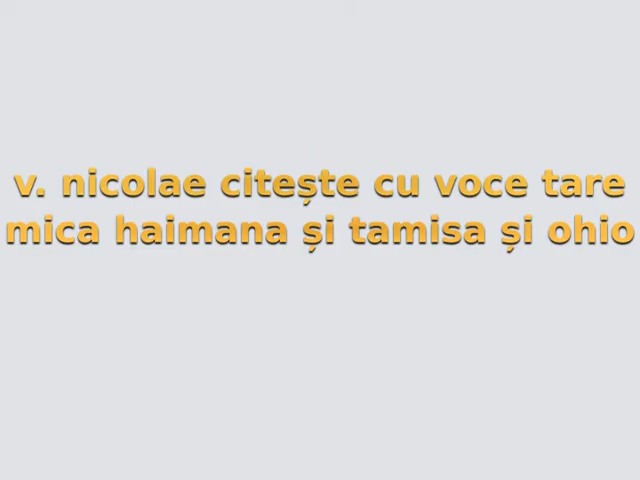 v. nicolae citește cu voce tare
mica haimana și tamisa și ohio